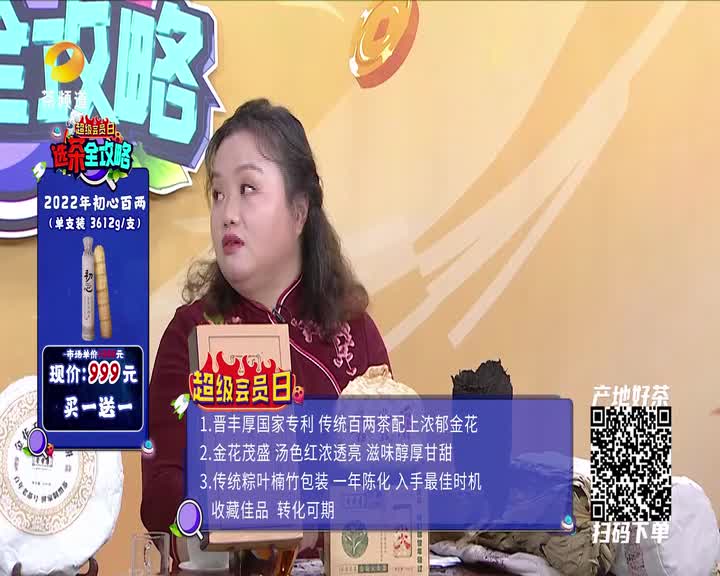 全攻略
茶频道
超级会员日
选茶全攻略
2022年初心百两
（单支装 3612g/支）
初心
市场单价 元
现价:999元
买一送一
超级会员日
1.晋丰厚国家专利 传统百两茶配上浓郁金花
2.金花茂盛 汤色红浓透亮 滋味醇厚甘甜
3.传统粽叶楠竹包装 一年陈化 入手最佳时机
收藏佳品 转化可期
产地好茶
扫码下单